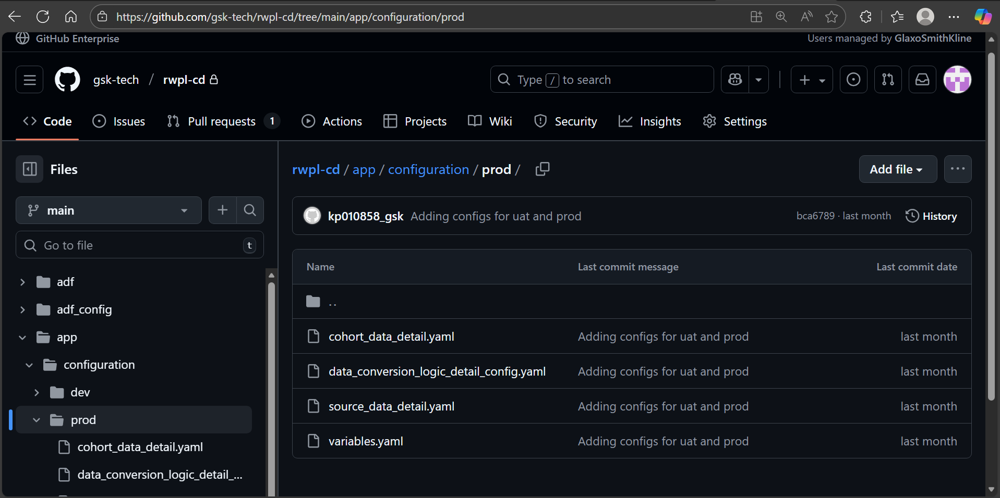 https://github.com/gsk-tech/rwpl-cd/tree/main/app/configuration/prod
GitHub Enterprise
Users managed by GlaxoSmithKline
gsk-tech / rwpl-cd
Type / to search
Code
Issues
Pull requests 1
Actions
Projects
Wiki
Security
Insights
Settings
Files
main
Go to file t
adf
adf_config
app
configuration
dev
prod
cohort_data_detail.yaml
data_conversion_logic_detail_...
rwpl-cd / app / configuration / prod /
Add file
kp010858_gsk Adding configs for uat and prod
bca6789 · last month
History
Name Last commit message Last commit date
..
cohort_data_detail.yaml Adding configs for uat and prod last month
data_conversion_logic_detail_config.yaml Adding configs for uat and prod last month
source_data_detail.yaml Adding configs for uat and prod last month
variables.yaml Adding configs for uat and prod last month